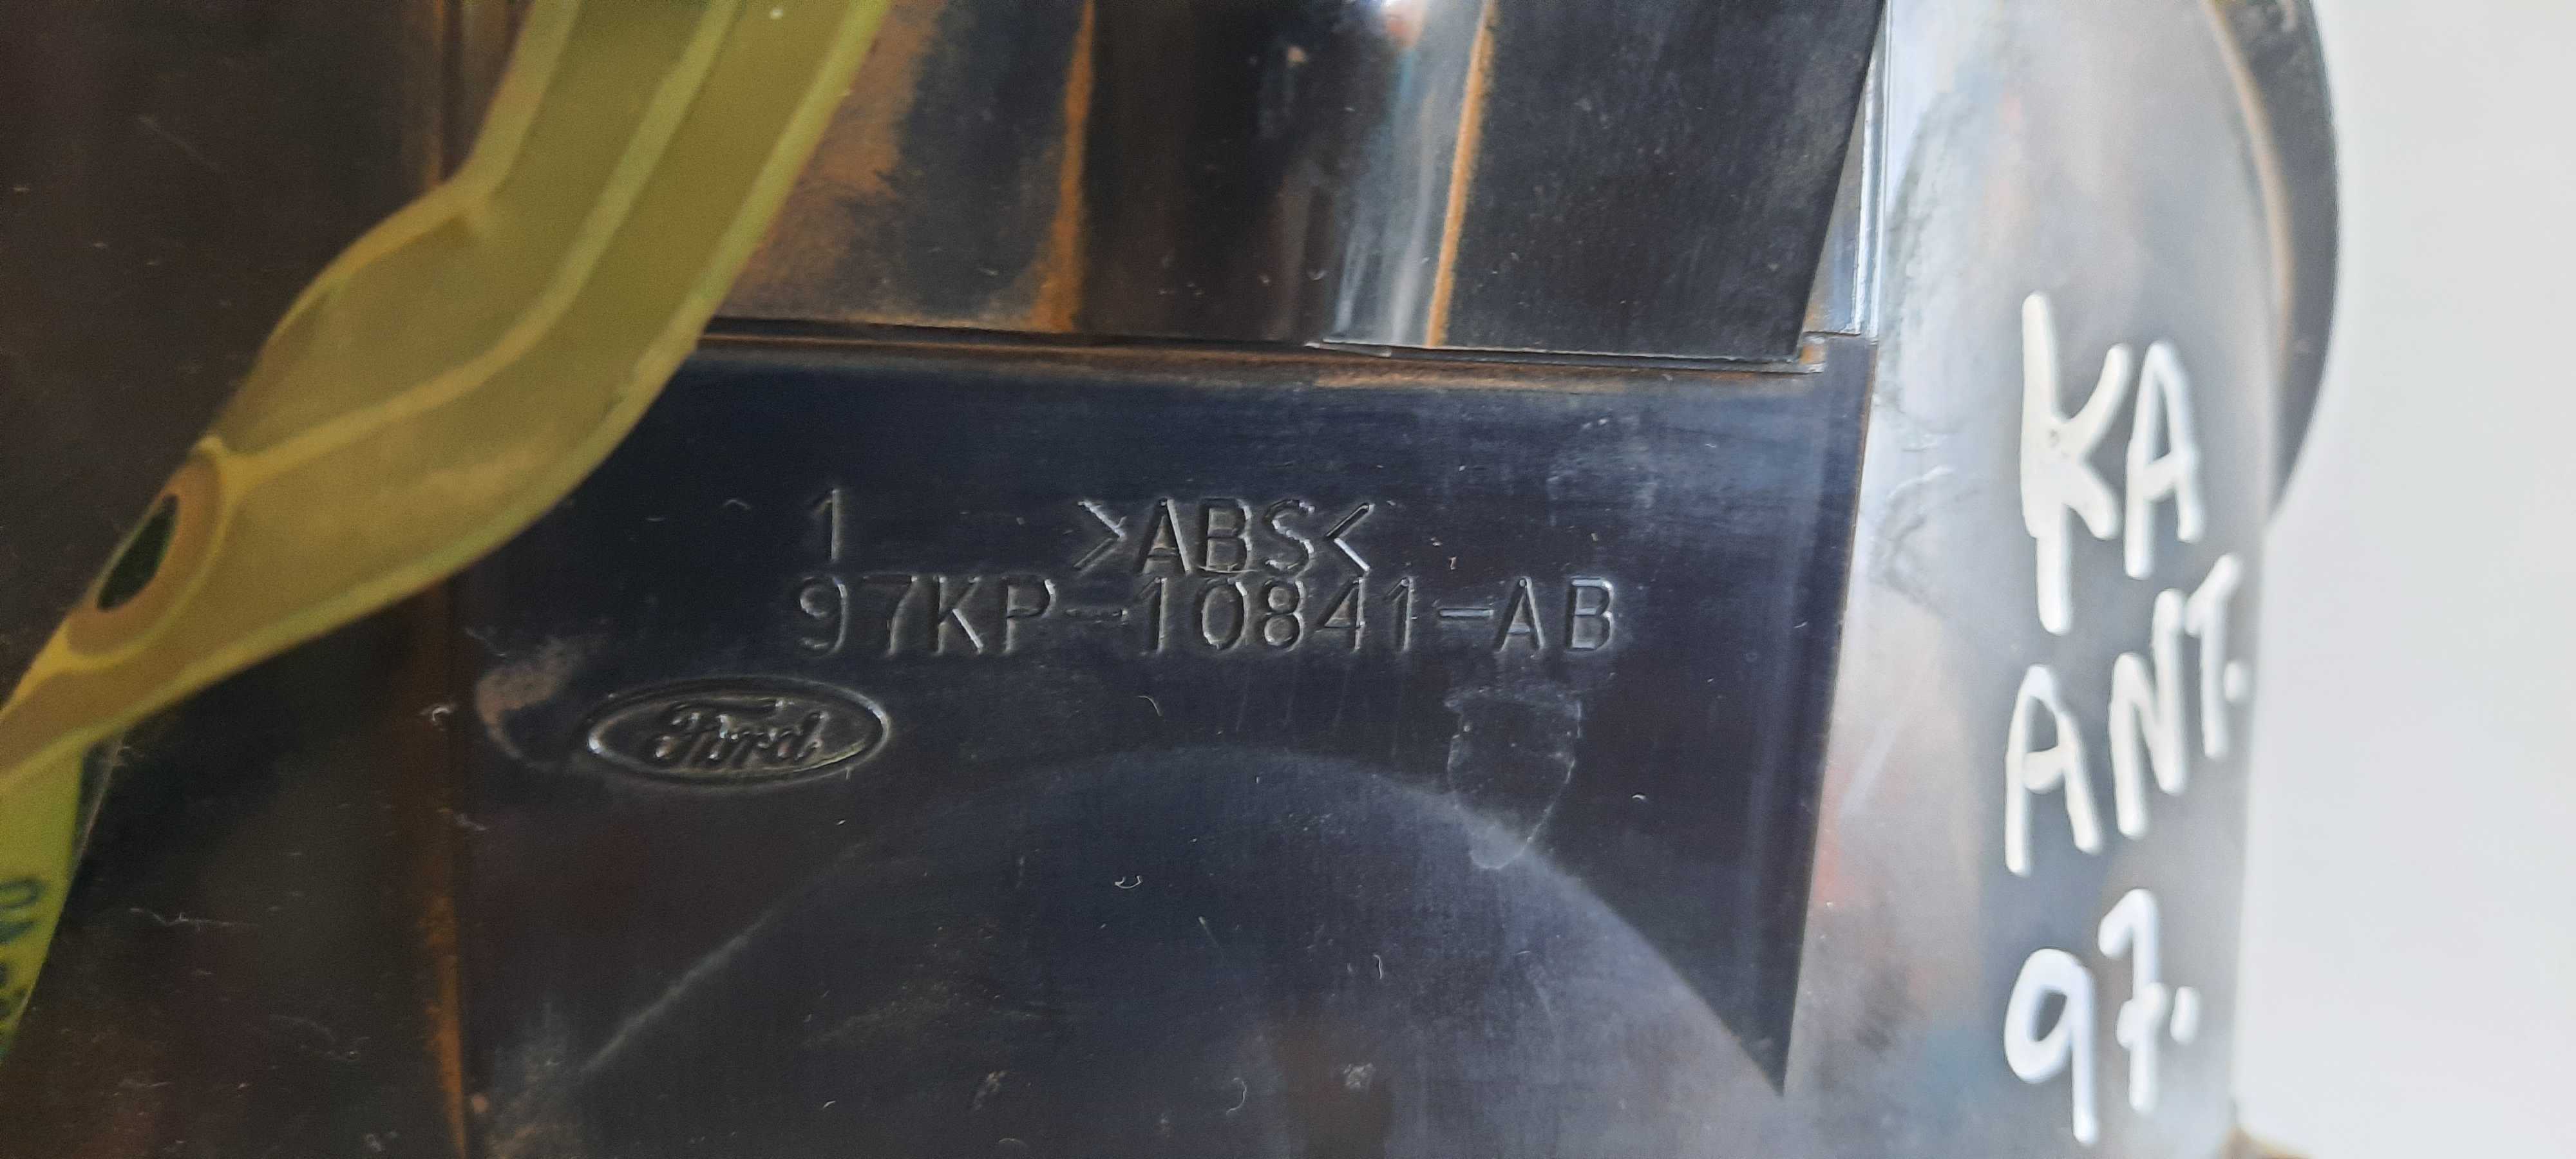 1 >ABS<
97KP-10841-AB
Ford
KA
ANT.
97.